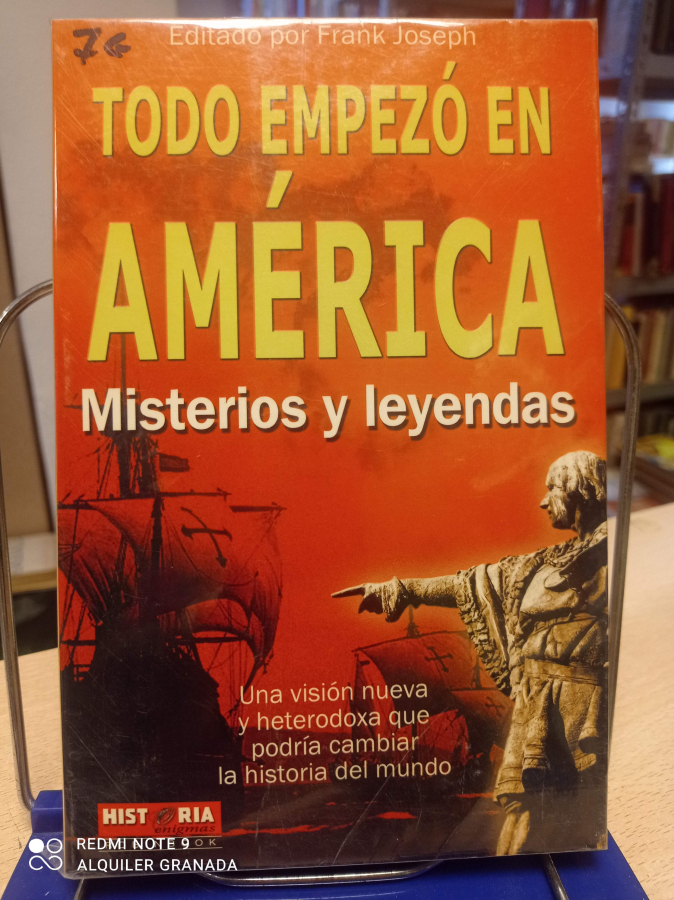 7€
Editado por Frank Joseph
TODO EMPEZÓ EN
AMÉRICA
Misterios y leyendas
Una visión nueva
y heterodoxa que
podría cambiar
la historia del mundo
HISTORIA
enigmas
REDMI NOTE 9
ALQUILER GRANADA